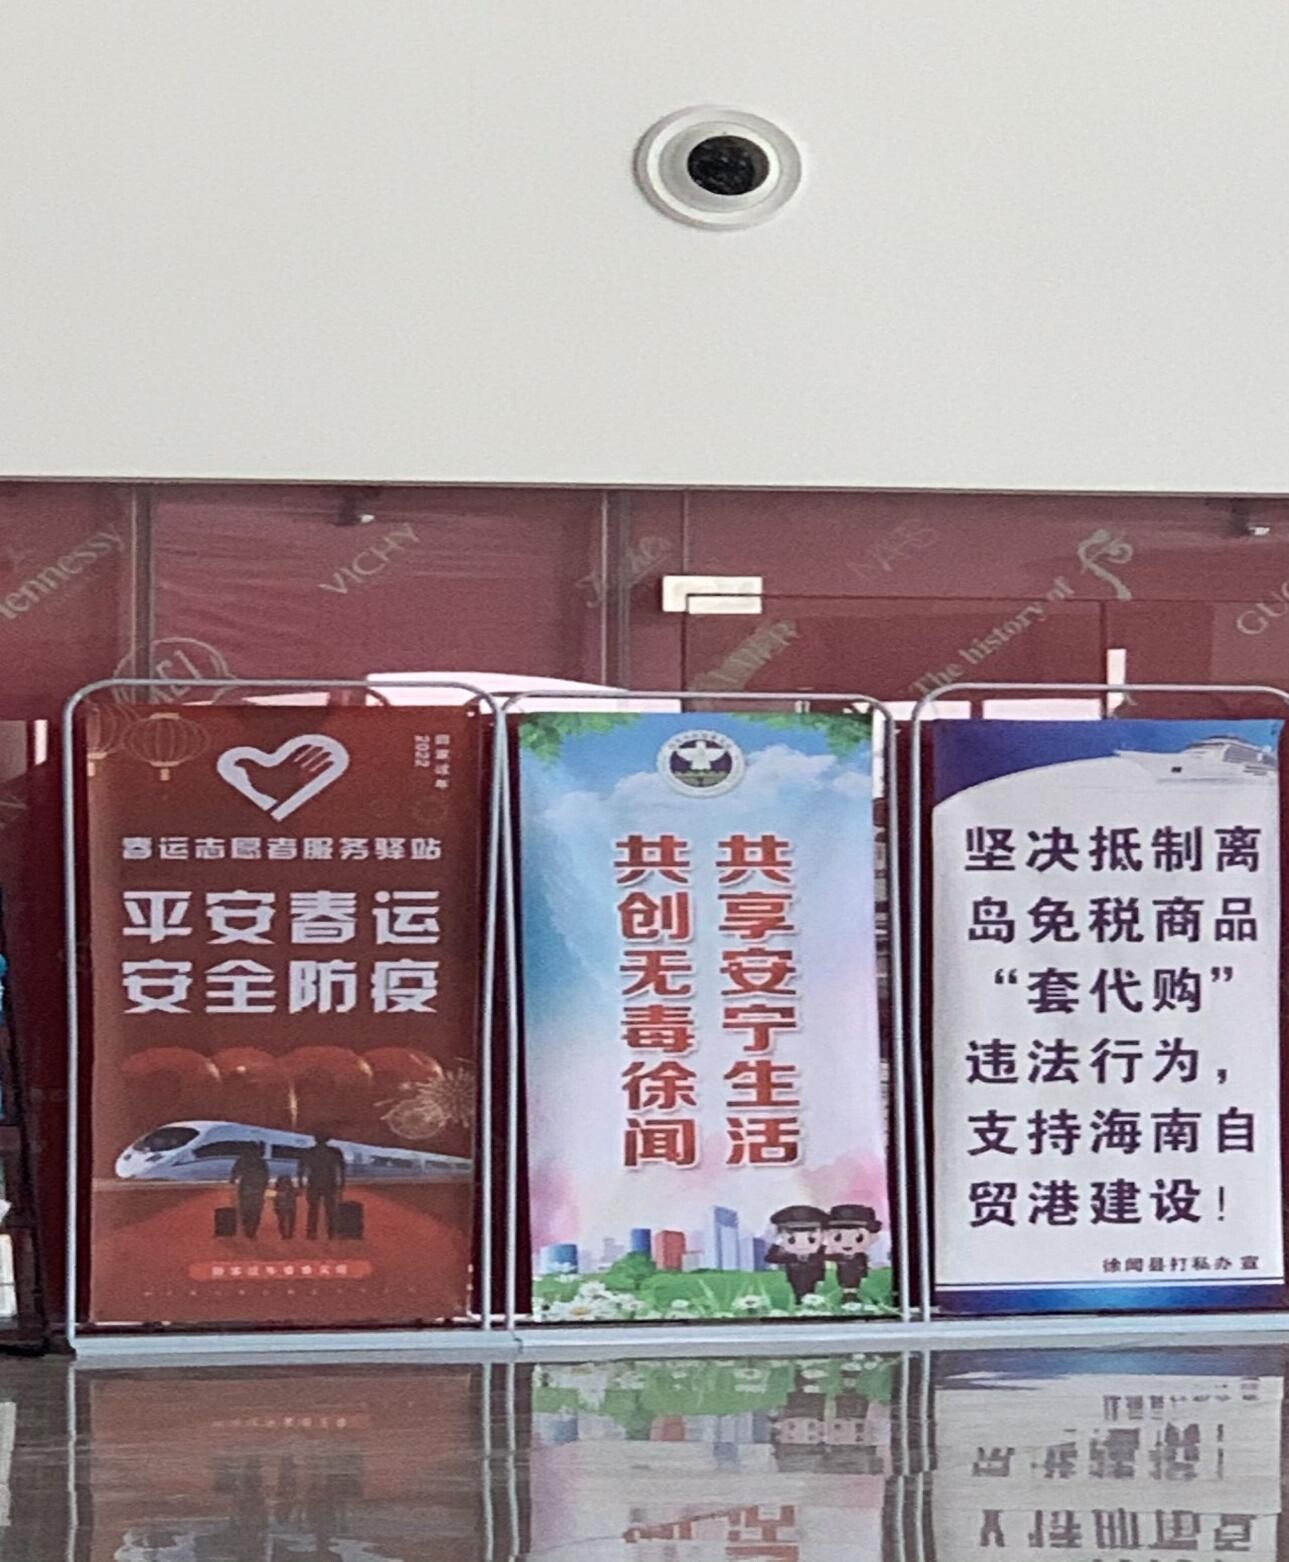 Hennessy
VICHY
The history of
春运志愿者服务驿站
平安春运
安全防疫
2022
共享安宁生活
共创无毒徐闻
坚决抵制离
岛免税商品
“套代购”
违法行为，
支持海南自
贸港建设！
徐闻县打私办 宣